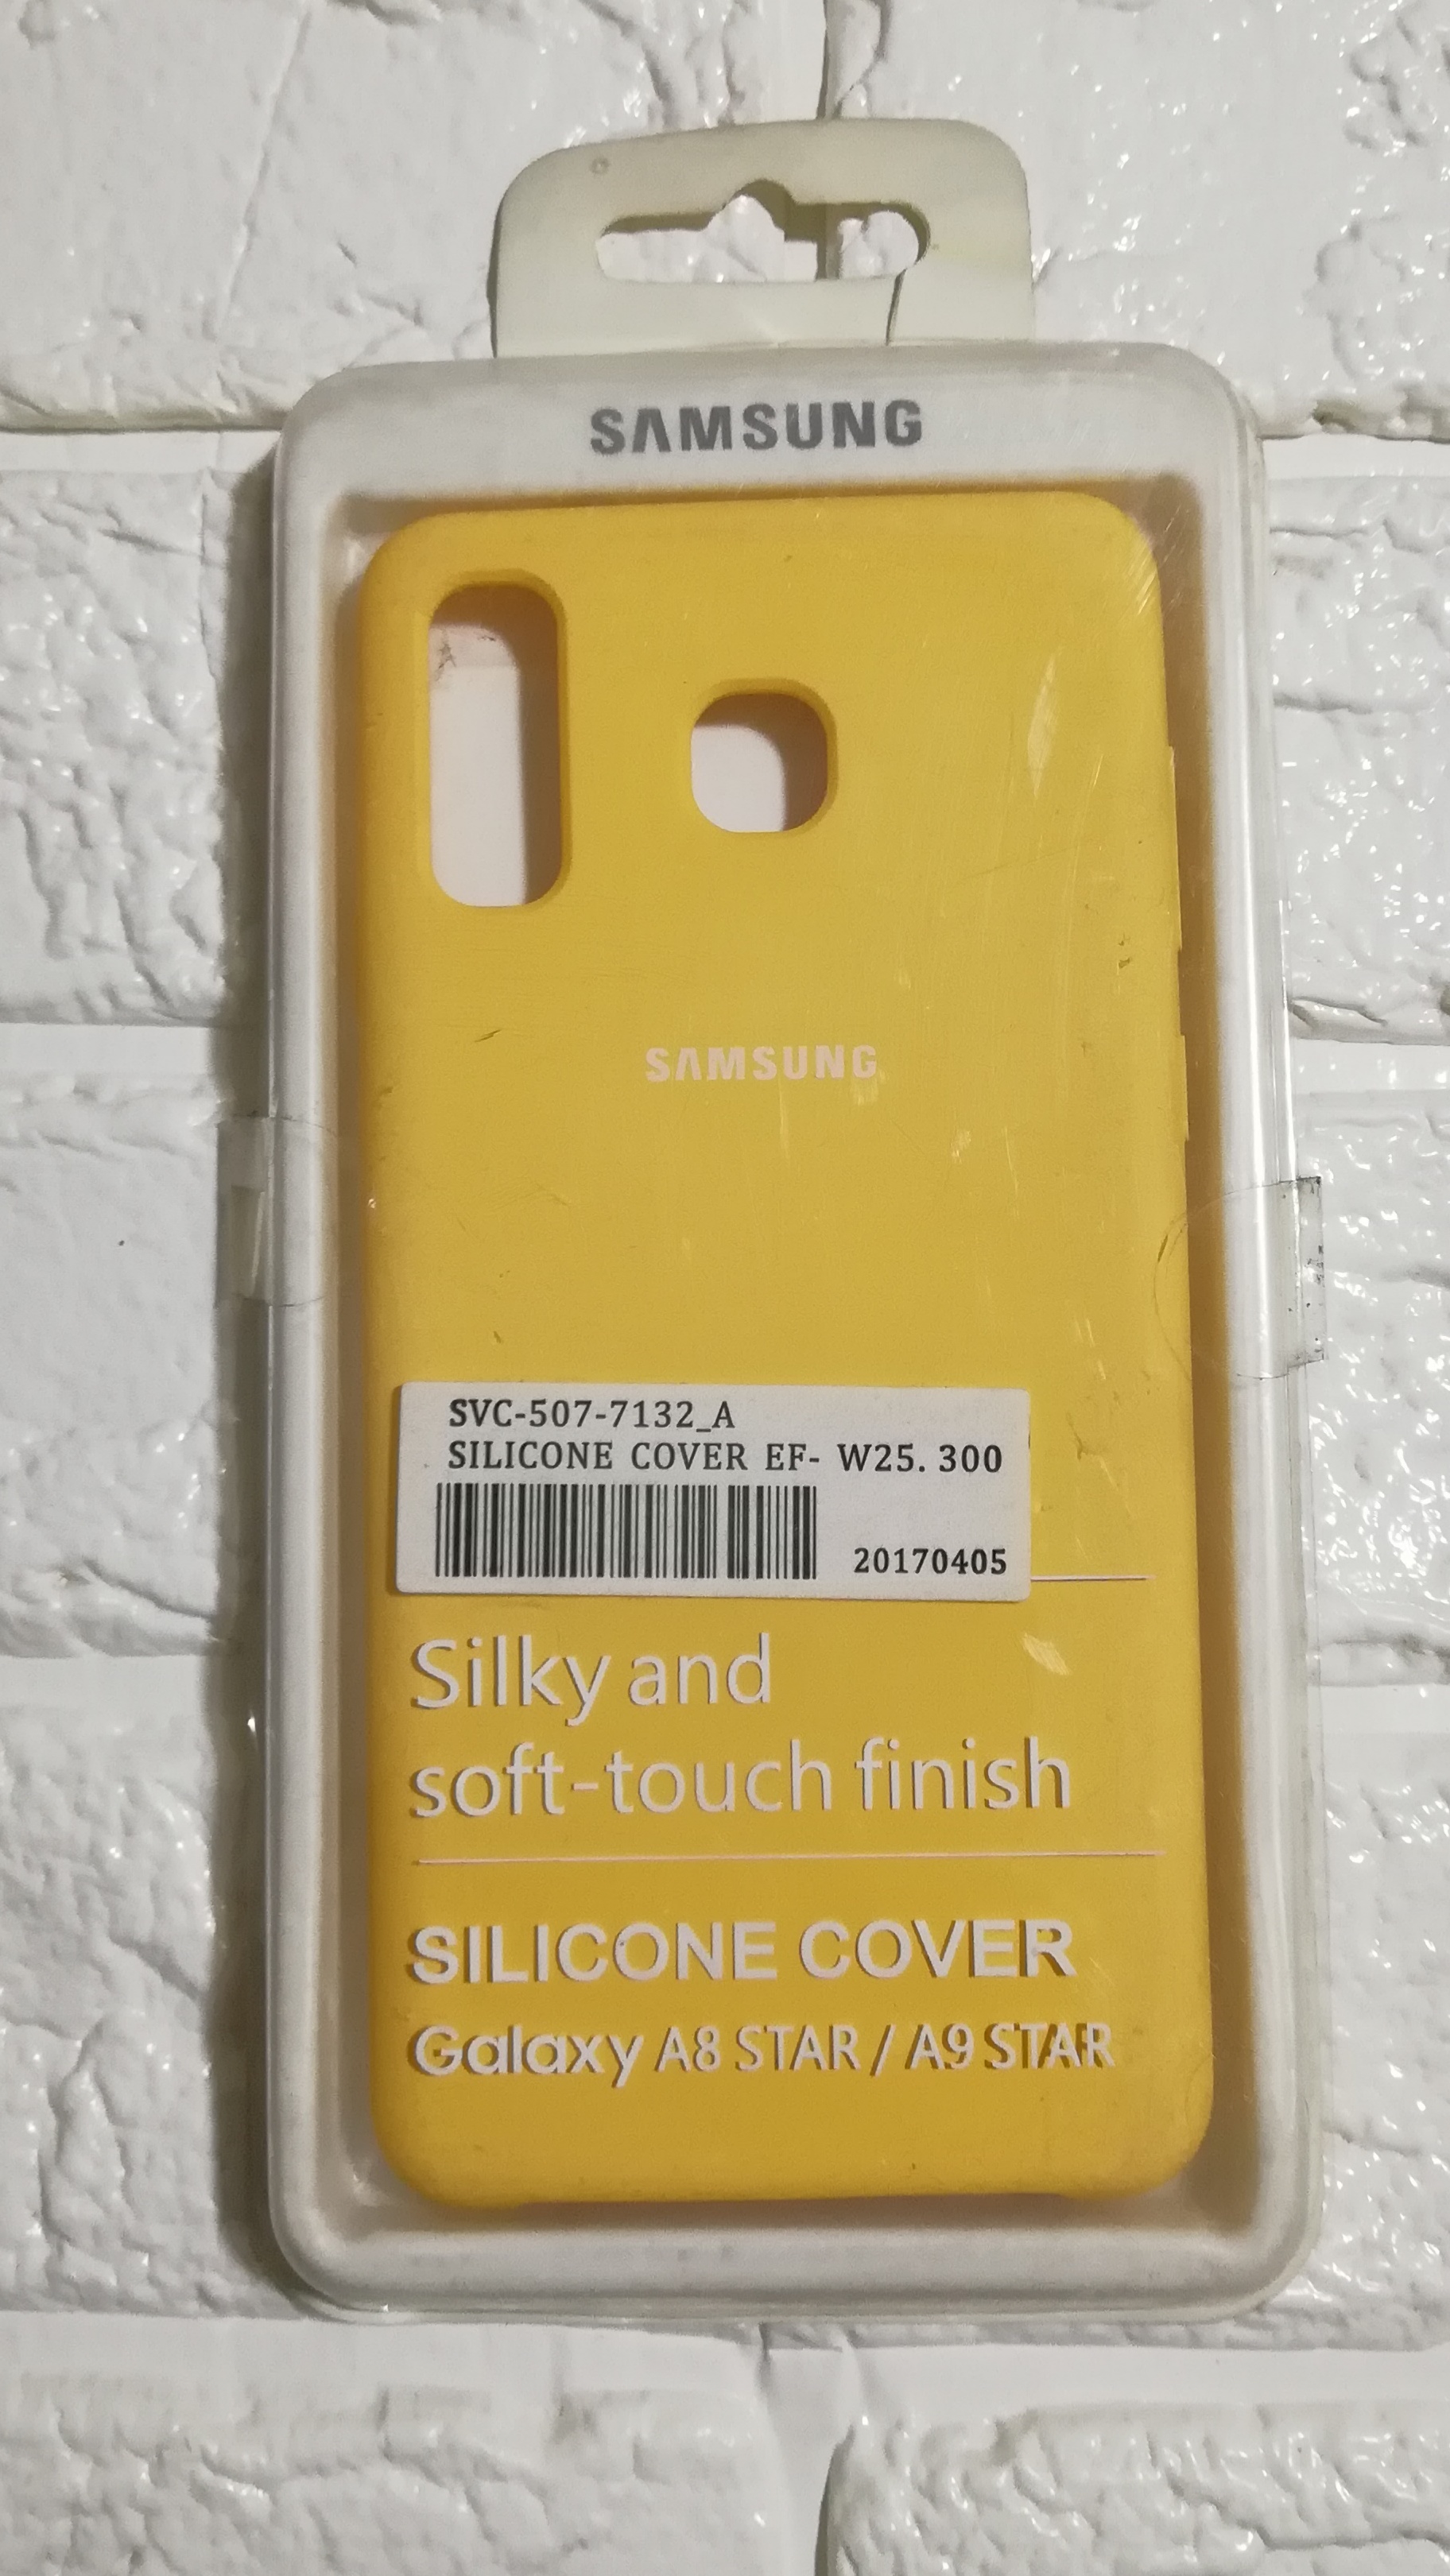 SAMSUNG
SAMSUNG
SVC-507-7132_A
SILICONE COVER EF- W25. 300
20170405
Silky and
soft-touch finish
SILICONE COVER
Galaxy A8 STAR / A9 STAR